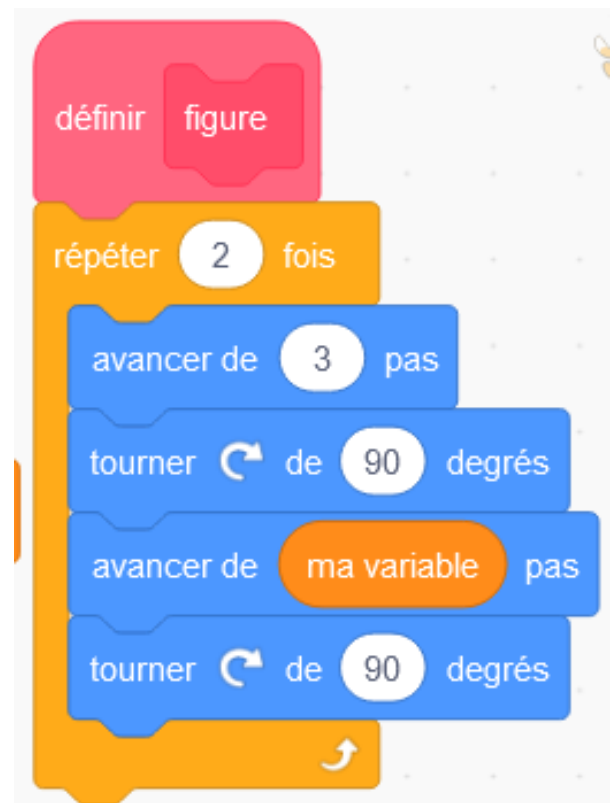 définir figure
répéter 2 fois
avancer de 3 pas
tourner de 90 degrés
avancer de ma variable pas
tourner de 90 degrés